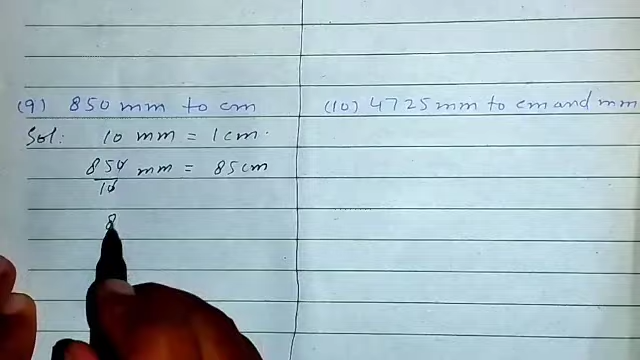 (9) 850 mm to cm
Sol: 10 mm = 1 cm.
850/10 mm = 85 cm
8
(10) 4725 mm to cm and mm